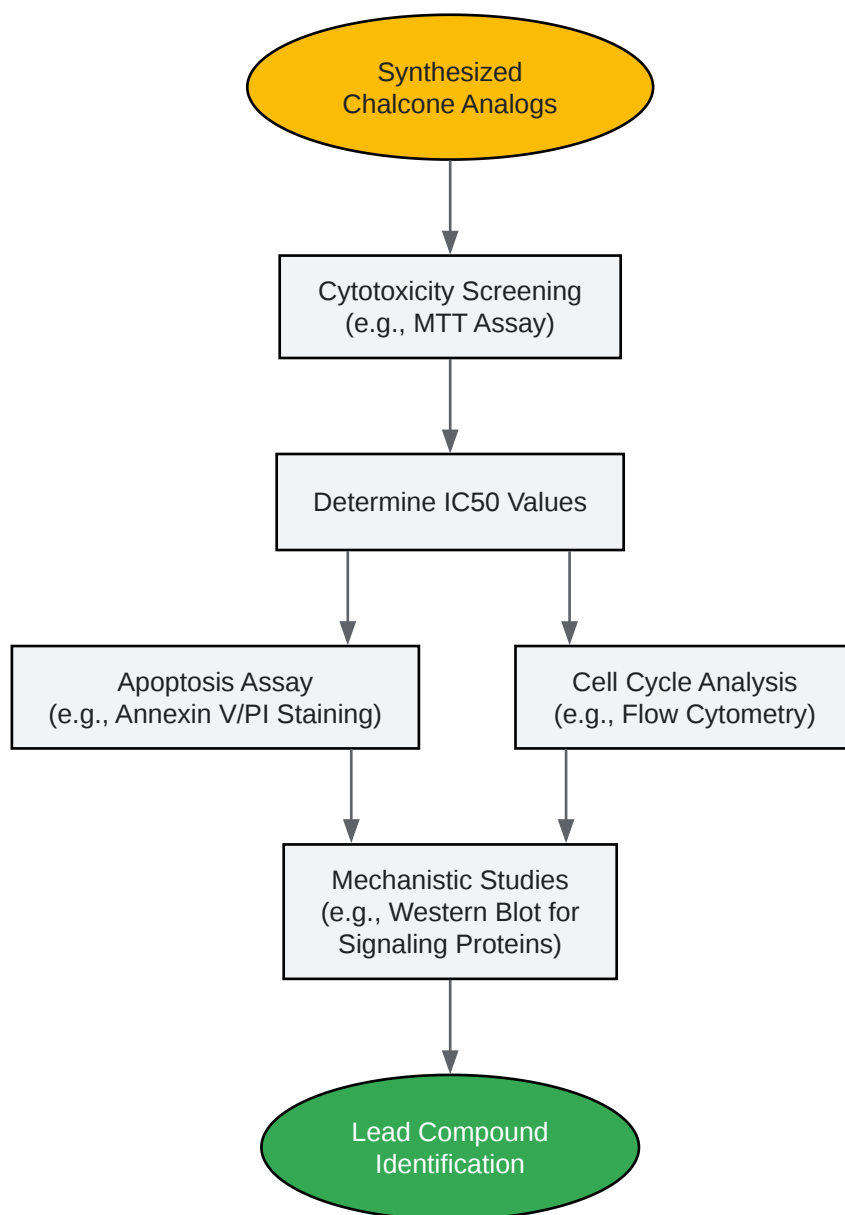 Synthesized
Chalcone Analogs
Cytotoxicity Screening
(e.g., MTT Assay)
Determine IC50 Values
Apoptosis Assay
(e.g., Annexin V/PI Staining)
Cell Cycle Analysis
(e.g., Flow Cytometry)
Mechanistic Studies
(e.g., Western Blot for
Signaling Proteins)
Lead Compound
Identification